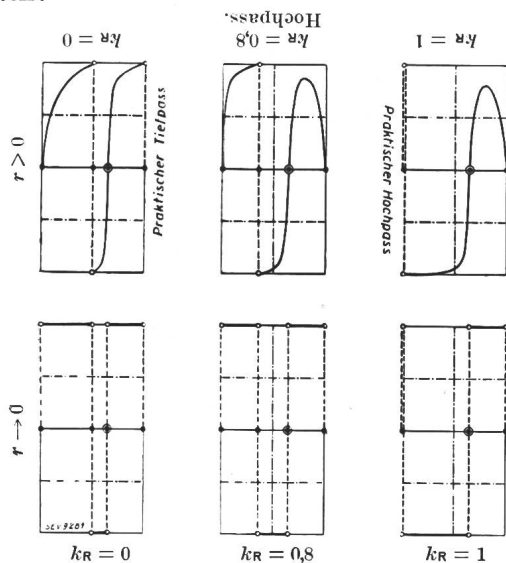 Hochpass.
kR = 0
kR = 0,8
kR = 1
r > 0
Praktischer Tiefpass
Praktischer Hochpass
r → 0
SEV9281
kR = 0
kR = 0,8
kR = 1